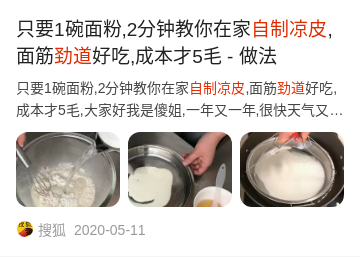 只要1碗面粉,2分钟教你在家自制凉皮,
面筋劲道好吃,成本才5毛 - 做法
只要1碗面粉,2分钟教你在家自制凉皮,面筋劲道好吃,
成本才5毛,大家好我是傻姐,一年又一年,很快天气又…
搜狐 2020-05-11